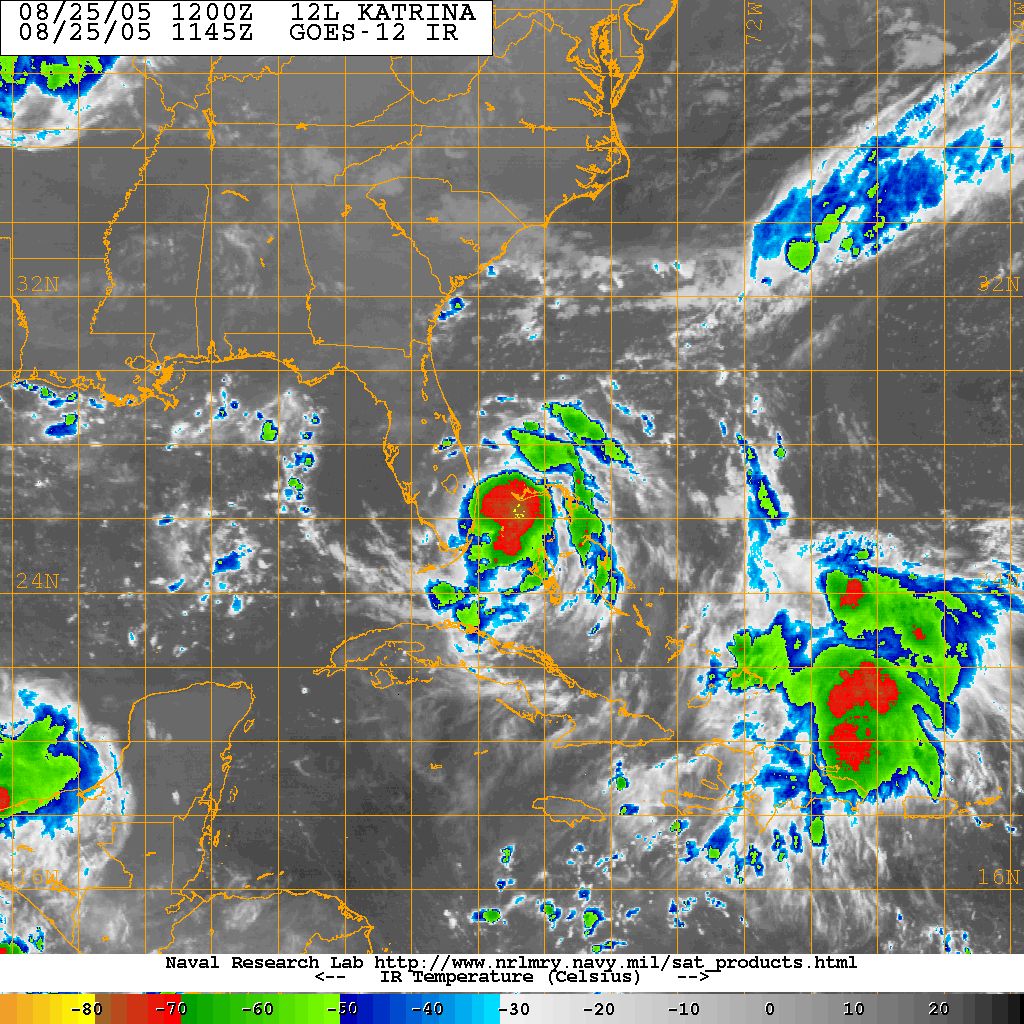 08/25/05 1200Z 12L KATRINA
08/25/05 1145Z GOES-12 IR
72W
32N 32N
24N
16N 16N
Naval Research Lab http://www.nrlmry.navy.mil/sat_products.html
<-- IR Temperature (Celsius) -->
-80 -70 -60 -50 -40 -30 -20 -10 0 10 20